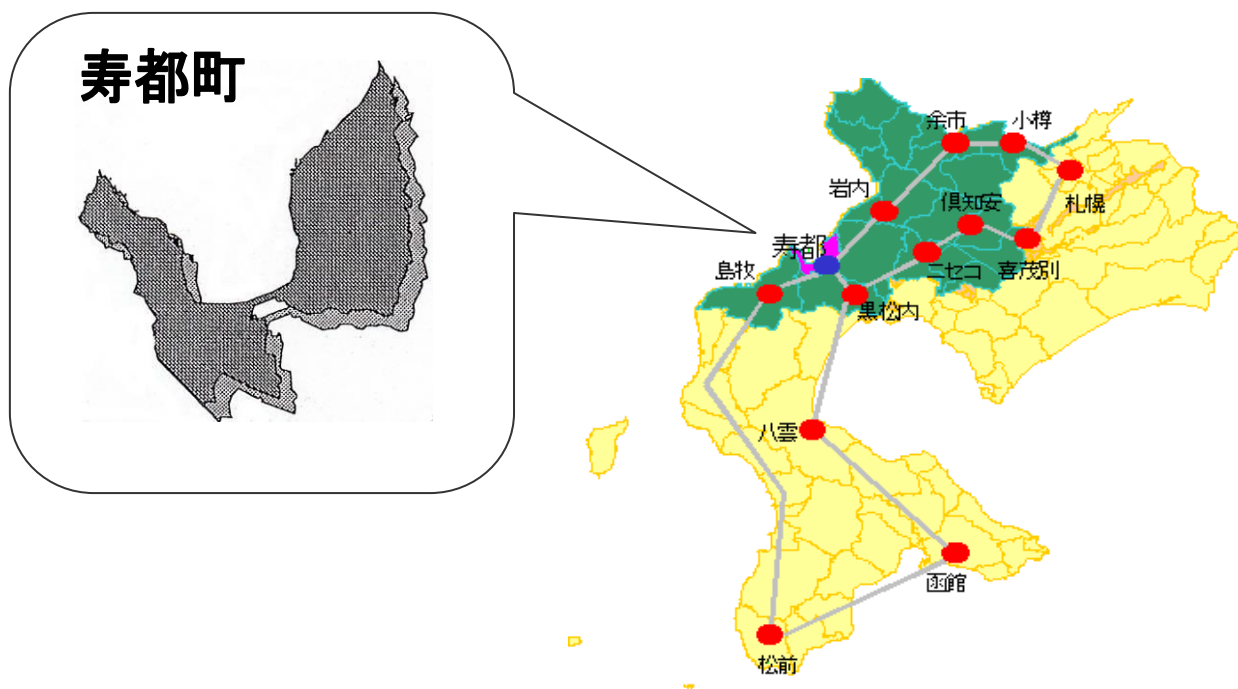 寿都町
余市
小樽
岩内
倶知安
札幌
寿都
島牧
ニセコ
喜茂別
黒松内
八雲
函館
松前